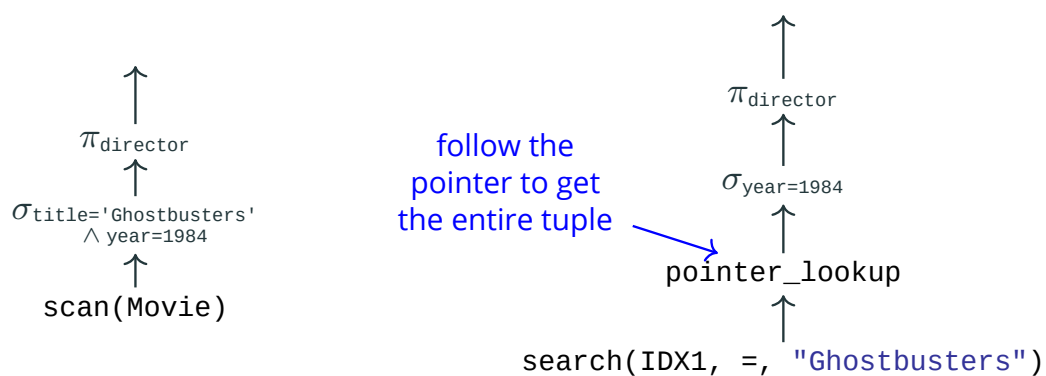 π director
σ title='Ghostbusters'
∧ year=1984
scan(Movie)
follow the
pointer to get
the entire tuple
π director
σ year=1984
pointer_lookup
search(IDX1, =, "Ghostbusters")